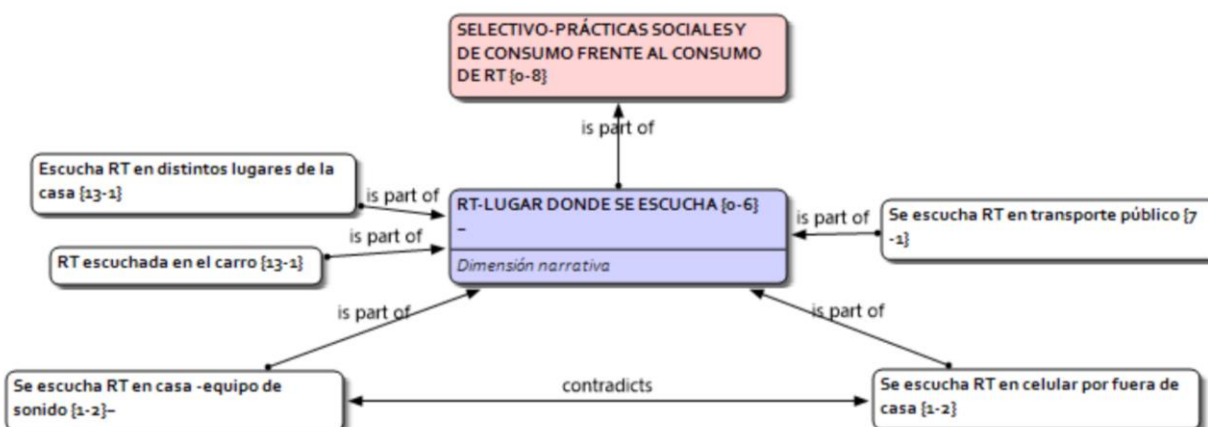 SELECTIVO-PRÁCTICAS SOCIALES Y
DE CONSUMO FRENTE AL CONSUMO
DE RT {0-8}
is part of
Escucha RT en distintos lugares de la
casa {13-1}
is part of
RT-LUGAR DONDE SE ESCUCHA {0-6}
–
Dimensión narrativa
is part of
Se escucha RT en transporte público {7
-1}
is part of
RT escuchada en el carro {13-1}
is part of
is part of
Se escucha RT en casa -equipo de
sonido {1-2}–
contradicts
Se escucha RT en celular por fuera de
casa {1-2}